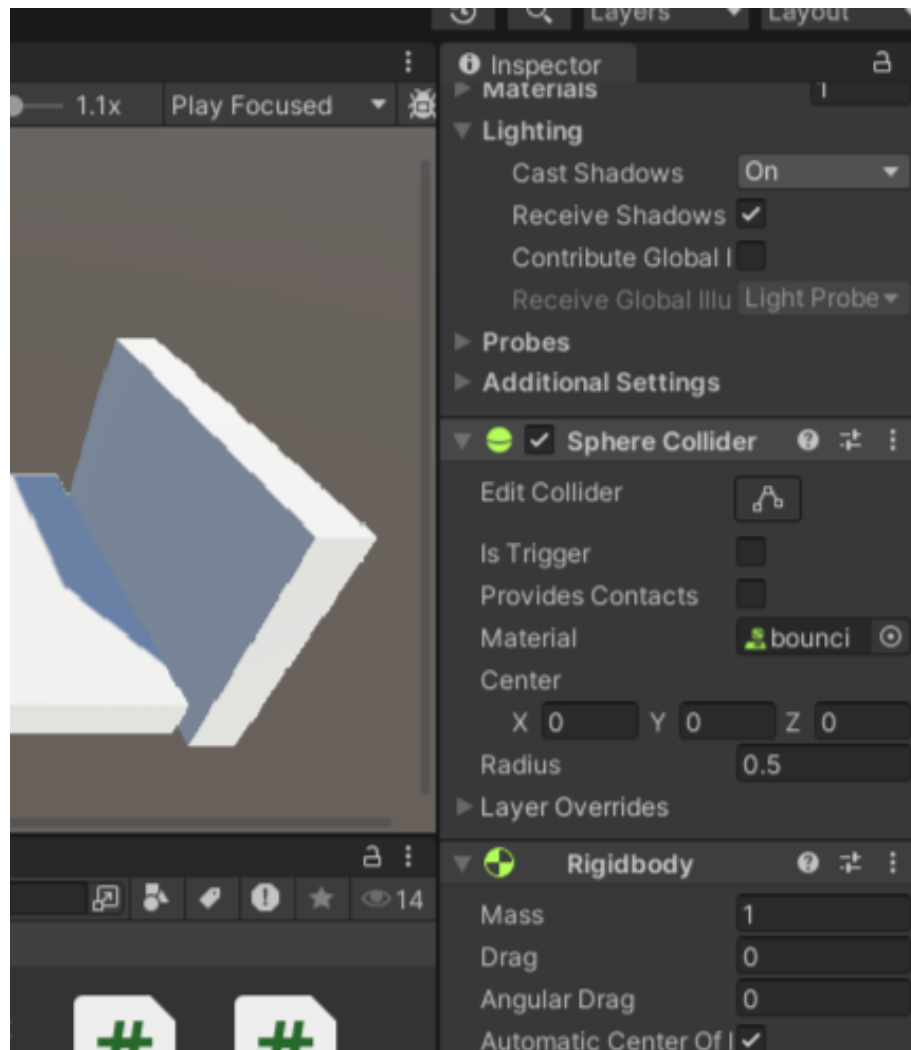 Layers Layout
Inspector
Materials 1
1.1x Play Focused
Lighting
Cast Shadows On
Receive Shadows
Contribute Global I
Receive Global Illu Light Probe
Probes
Additional Settings
Sphere Collider
Edit Collider
Is Trigger
Provides Contacts
Material bounci
Center
X 0 Y 0 Z 0
Radius 0.5
Layer Overrides
Rigidbody
14
Mass 1
Drag 0
Angular Drag 0
Automatic Center Of
# #